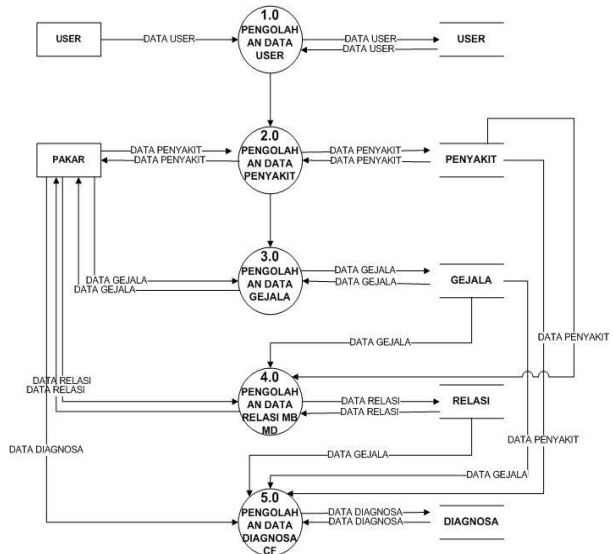 1.0
PENGOLAH
AN DATA
USER
USER
DATA USER
DATA USER
DATA USER
USER
2.0
PENGOLAH
AN DATA
PENYAKIT
PAKAR
DATA PENYAKIT
DATA PENYAKIT
DATA PENYAKIT
DATA PENYAKIT
PENYAKIT
3.0
PENGOLAH
AN DATA
GEJALA
DATA GEJALA
DATA GEJALA
DATA GEJALA
DATA GEJALA
GEJALA
DATA PENYAKIT
DATA GEJALA
4.0
PENGOLAH
AN DATA
RELASI MB
MD
DATA RELASI
DATA RELASI
DATA RELASI
DATA RELASI
RELASI
DATA PENYAKIT
DATA DIAGNOSA
DATA GEJALA
DATA GEJALA
5.0
PENGOLAH
AN DATA
DIAGNOSA
CF
DATA DIAGNOSA
DATA DIAGNOSA
DIAGNOSA